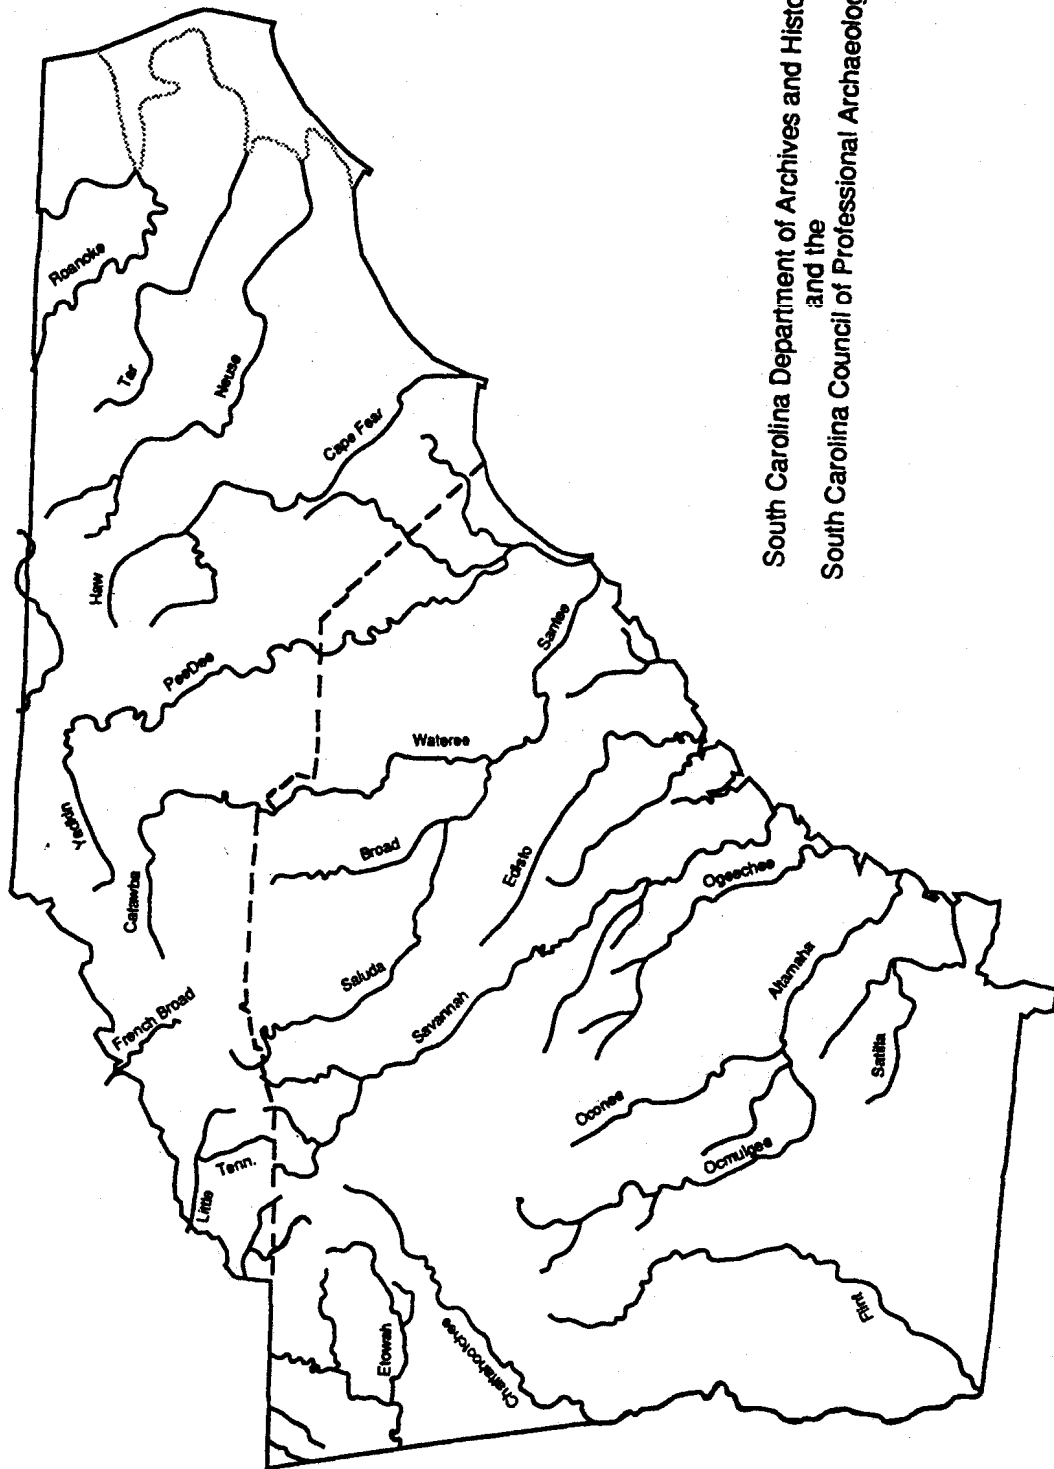 Roanoke
Tar
Neuse
Cape Fear
Haw
PeeDee
Yadkin
Catawba
French Broad
Little
Tenn.
Santee
Wateree
Broad
Edisto
Saluda
Savannah
Ogeechee
Altamaha
Satilla
Oconee
Ocmulgee
Etowah
Chattahootchee
Flint
South Carolina Department of Archives and Histo
and the
South Carolina Council of Professional Archaeolog